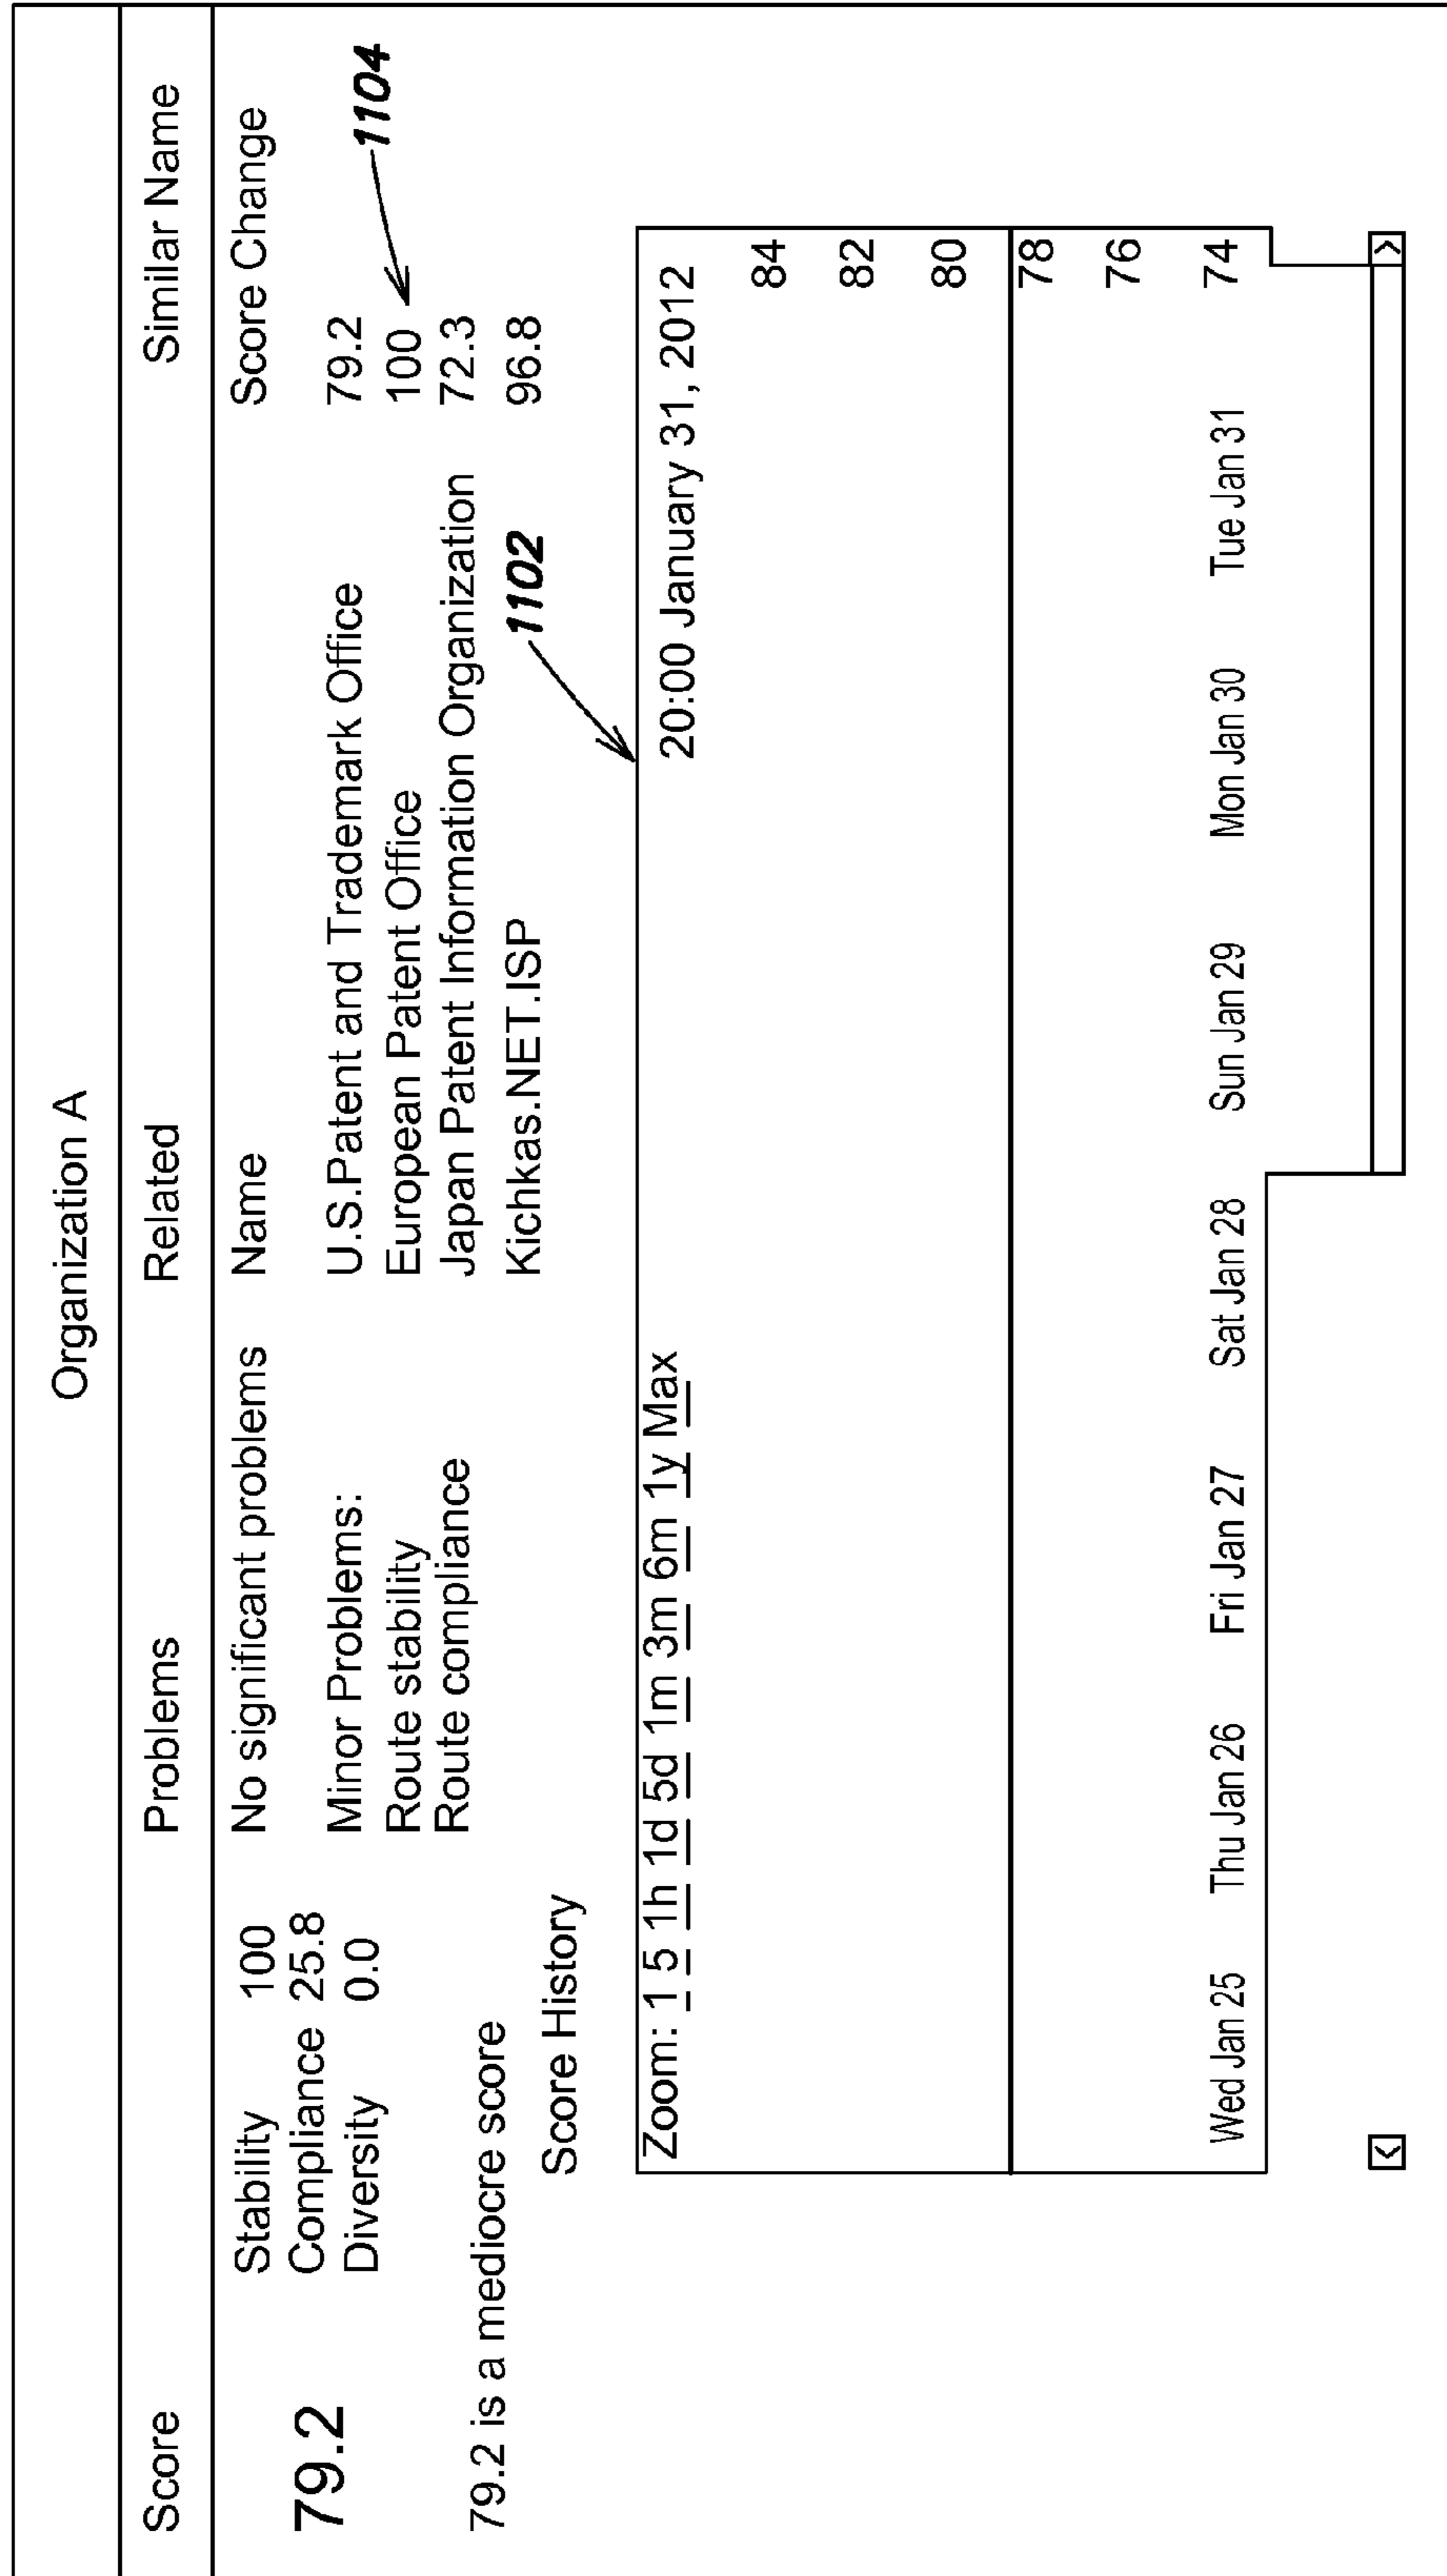 Organization A
Score Problems Related Similar Name
Stability 100 No significant problems Name Score Change
79.2 Compliance 25.8 Minor Problems: U.S.Patent and Trademark Office 79.2
Diversity 0.0 Route stability European Patent Office 100 1104
Route compliance Japan Patent Information Organization 72.3
79.2 is a mediocre score Kichkas.NET.ISP 96.8
Score History 1102
Zoom: 1 5 1h 1d 5d 1m 3m 6m 1y Max 20:00 January 31, 2012
84
82
80
78
76
Wed Jan 25 Thu Jan 26 Fri Jan 27 Sat Jan 28 Sun Jan 29 Mon Jan 30 Tue Jan 31 74
< >